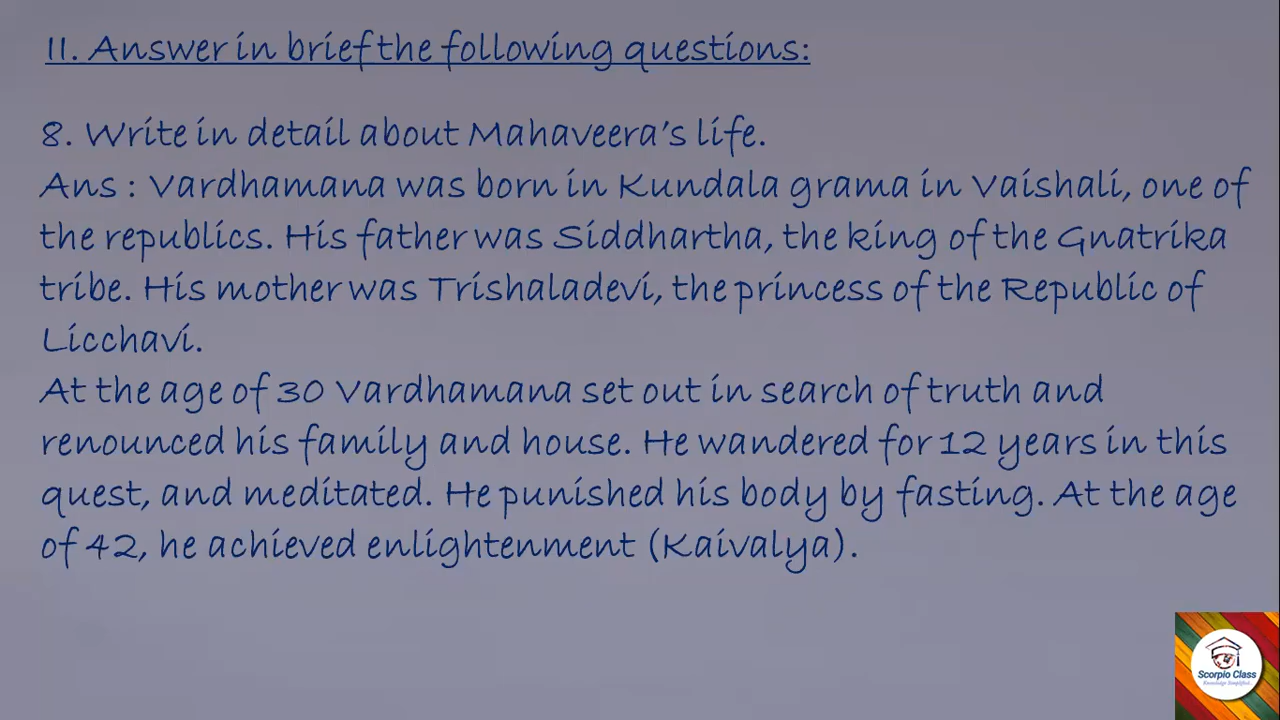 II. Answer in brief the following questions:
8. Write in detail about Mahaveera's life.
Ans : Vardhamana was born in Kundala grama in Vaishali, one of
the republics. His father was Siddhartha, the king of the Gnatrika
tribe. His mother was Trishaladevi, the princess of the Republic of
Licchavi.
At the age of 30 Vardhamana set out in search of truth and
renounced his family and house. He wandered for 12 years in this
quest, and meditated. He punished his body by fasting. At the age
of 42, he achieved enlightenment (Kaivalya).
Scorpio Class
Knowledge Simplified..